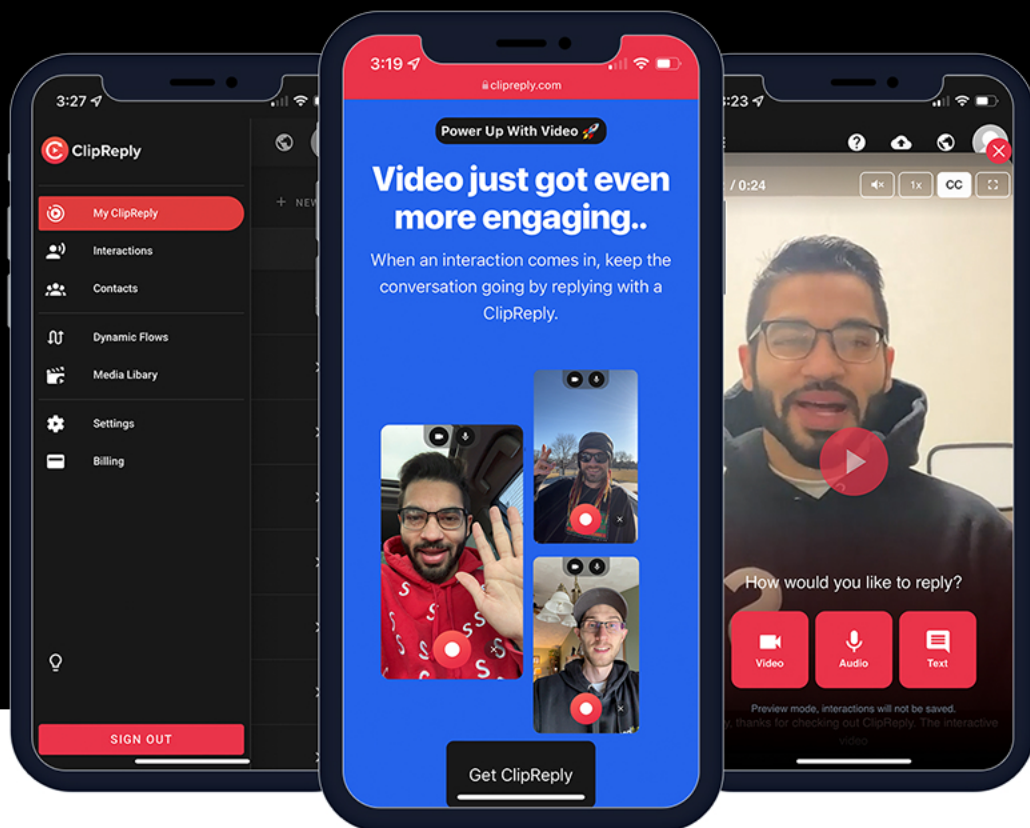 3:27
ClipReply
My ClipReply
Interactions
Contacts
Dynamic Flows
Media Libary
Settings
Billing
SIGN OUT
+ NEW
3:19
clipreply.com
Power Up With Video 🚀
Video just got even
more engaging..
When an interaction comes in, keep the
conversation going by replying with a
ClipReply.
S S S S S S S
Get ClipReply
:23
/ 0:24
1x
CC
How would you like to reply?
Video
Audio
Text
Preview mode, interactions will not be saved.
, thanks for checking out ClipReply. The interactive
video